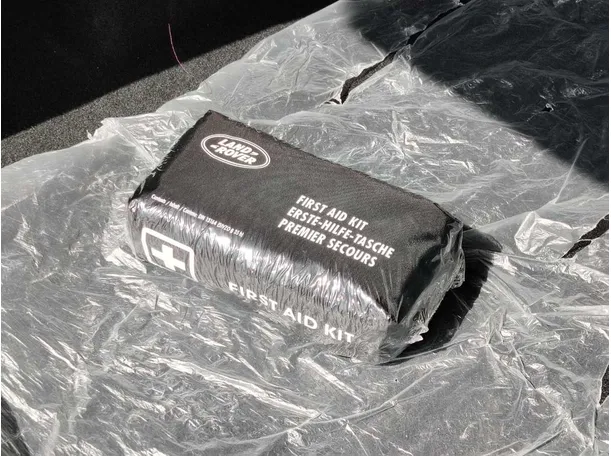 LAND-
-ROVER
FIRST AID KIT
ERSTE-HILFE-TASCHE
PREMIER SECOURS
FIRST AID KIT